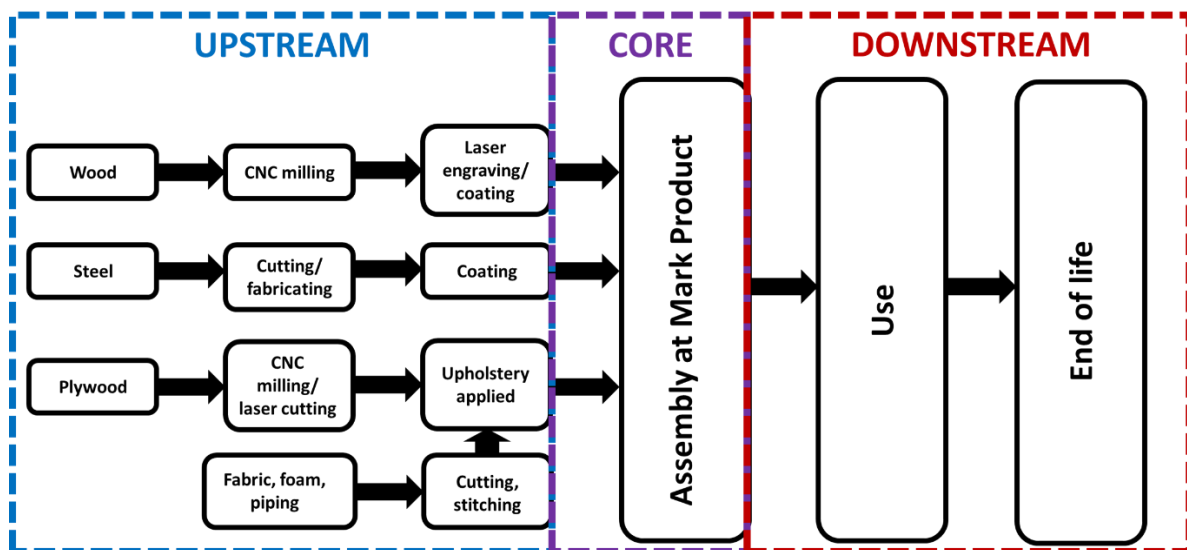 UPSTREAM
CORE
DOWNSTREAM
Wood
CNC milling
Laser
engraving/
coating
Steel
Cutting/
fabricating
Coating
Plywood
CNC
milling/
laser cutting
Upholstery
applied
Fabric, foam,
piping
Cutting,
stitching
Assembly at Mark Product
Use
End of life